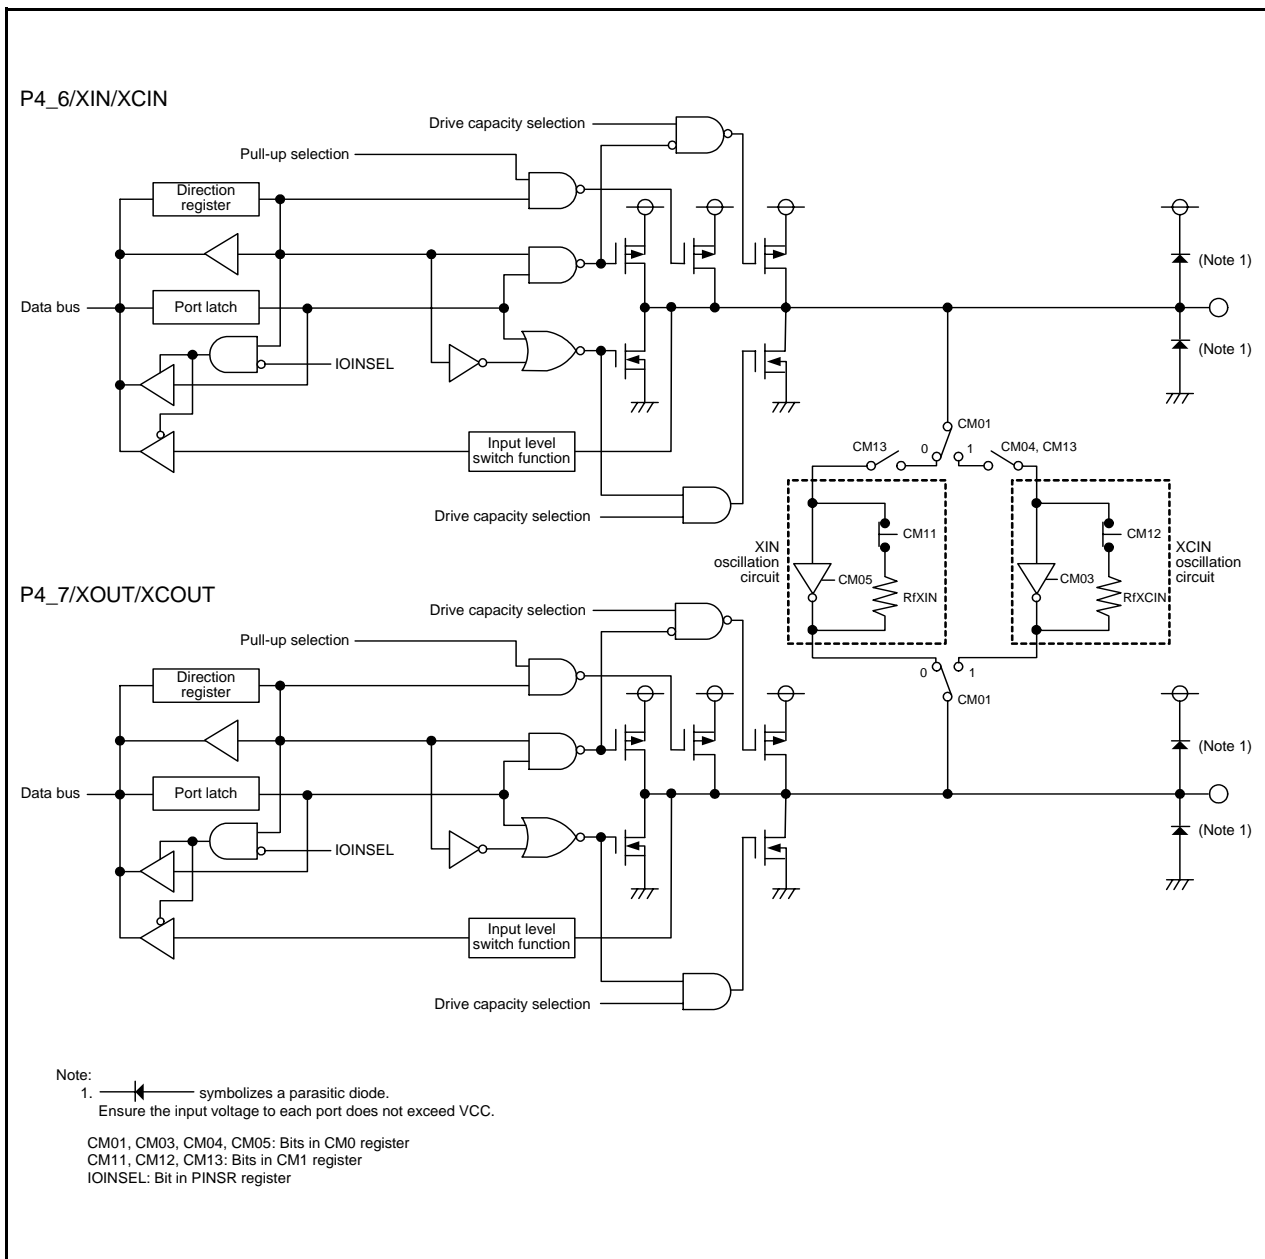 P4_6/XIN/XCIN
Drive capacity selection
Pull-up selection
Direction
register
(Note 1)
Data bus
Port latch
(Note 1)
IOINSEL
CM01
Input level
switch function
CM13
0
1
CM04, CM13
Drive capacity selection
XIN
oscillation
circuit
CM11
CM05
RfXIN
CM12
CM03
RfXCIN
XCIN
oscillation
circuit
P4_7/XOUT/XCOUT
Drive capacity selection
Pull-up selection
0
1
CM01
Direction
register
(Note 1)
Data bus
Port latch
(Note 1)
IOINSEL
Input level
switch function
Drive capacity selection
Note:
1. symbolizes a parasitic diode.
Ensure the input voltage to each port does not exceed VCC.
CM01, CM03, CM04, CM05: Bits in CM0 register
CM11, CM12, CM13: Bits in CM1 register
IOINSEL: Bit in PINSR register